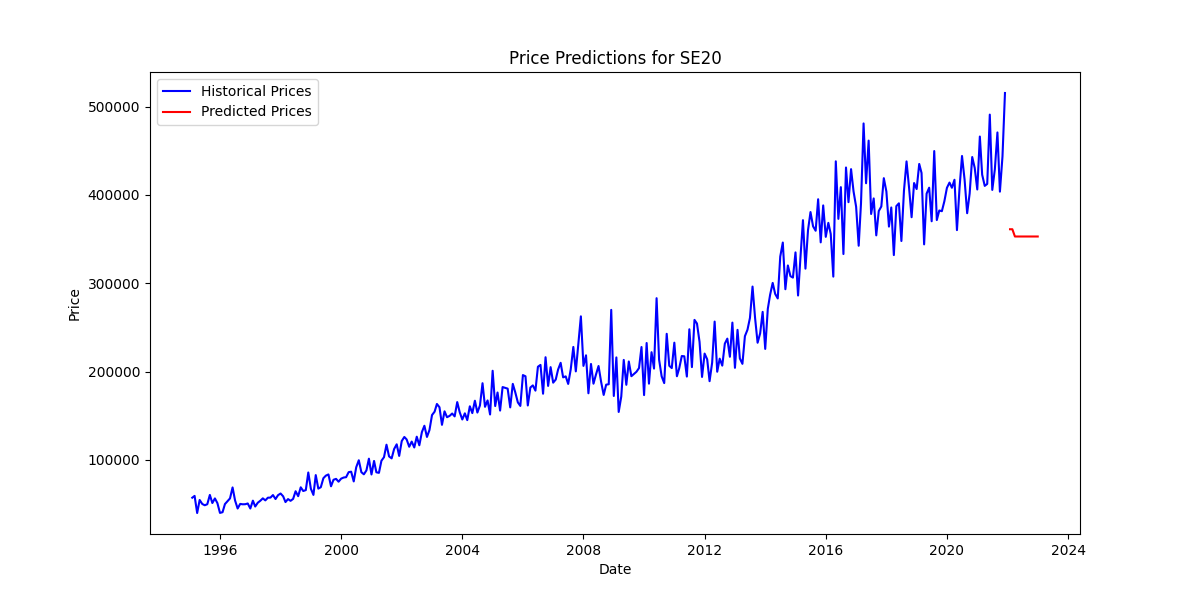 Price Predictions for SE20
Historical Prices
Predicted Prices
500000
400000
300000
200000
100000
Price
1996
2000
2004
2008
2012
2016
2020
2024
Date